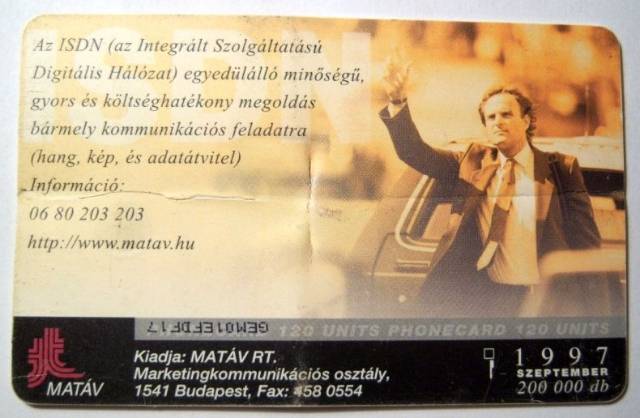 ISDN
Az ISDN (az Integrált Szolgáltatású
Digitális Hálózat) egyedülálló minőségű,
gyors és költséghatékony megoldás
bármely kommunikációs feladatra
(hang, kép, és adatátvitel)
Információ:
06 80 203 203
http://www.matav.hu
GEM01EFDF17
120 UNITS PHONECARD 120 UNITS
MATÁV
Kiadja: MATÁV RT.
Marketingkommunikációs osztály,
1541 Budapest, Fax: 458 0554
1997
SZEPTEMBER
200 000 db